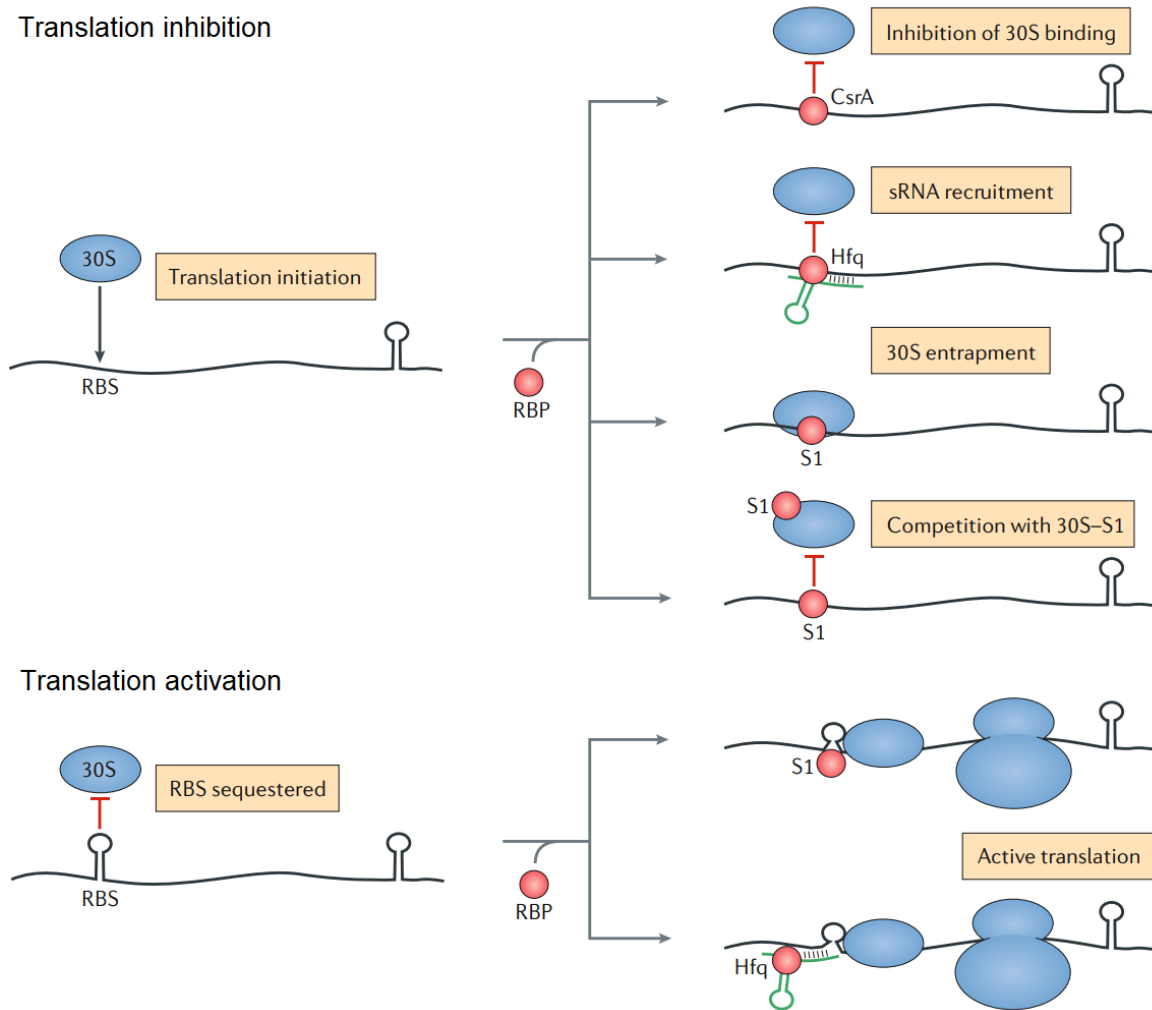 Translation inhibition
Inhibition of 30S binding
CsrA
sRNA recruitment
Hfq
30S
Translation initiation
RBS
RBP
30S entrapment
S1
S1
Competition with 30S–S1
S1
Translation activation
30S
RBS sequestered
RBS
RBP
S1
Active translation
Hfq